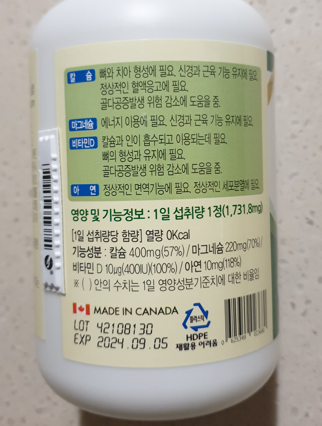 칼 슘 뼈와 치아 형성에 필요. 신경과 근육 기능 유지에 필요.
정상적인 혈액응고에 필요.
골다공증발생 위험 감소에 도움을 줌.
마그네슘 에너지 이용에 필요. 신경과 근육 기능 유지에 필요.
비타민D 칼슘과 인이 흡수되고 이용되는데 필요.
뼈의 형성과 유지에 필요.
골다공증발생 위험 감소에 도움을 줌.
아 연 정상적인 면역기능에 필요. 정상적인 세포분열에 필요.
영양 및 기능정보 : 1일 섭취량 1정(1,731.8mg)
[1일 섭취량당 함량] 열량 0Kcal
기능성분 : 칼슘 400mg(57%) / 마그네슘 220mg(70%) /
비타민 D 10μg(400IU)(100%) / 아연 10mg(118%)
※ ( ) 안의 수치는 1일 영양성분기준치에 대한 비율임
MADE IN CANADA
LOT 42108130
EXP 2024.09.05
플라스틱
HDPE
재활용 어려움